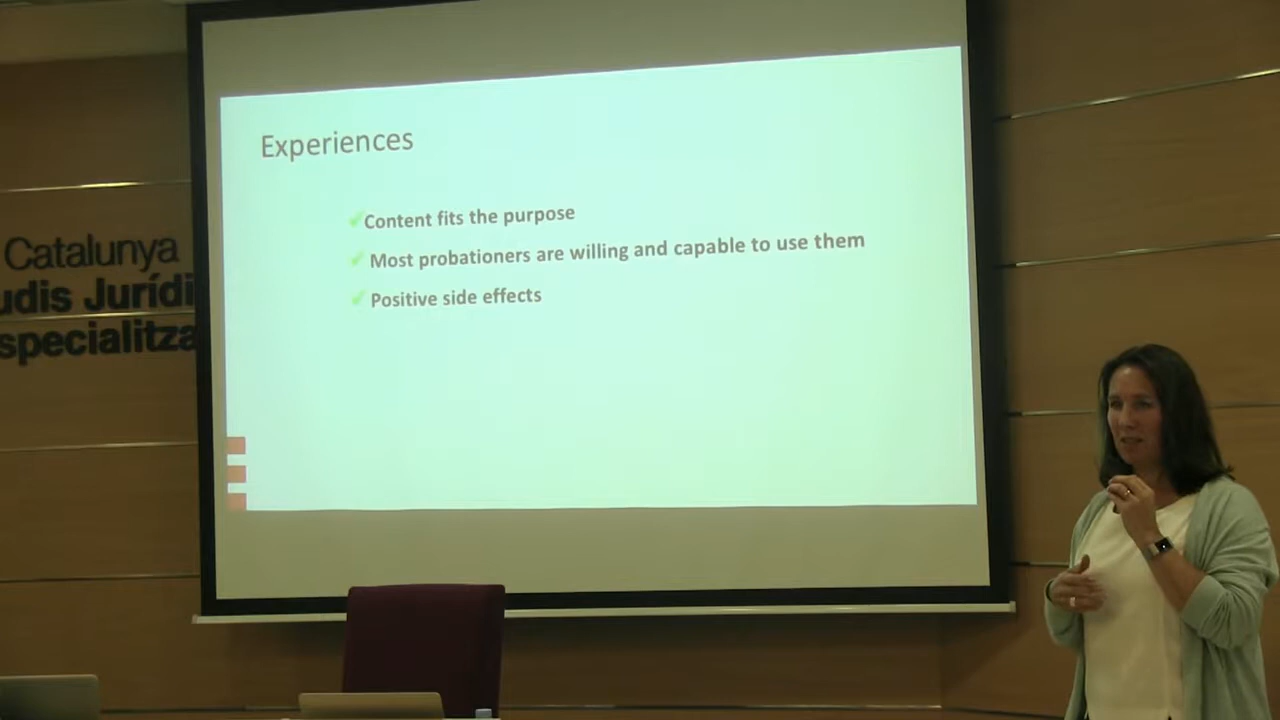 Experiences
Content fits the purpose
Most probationers are willing and capable to use them
Positive side effects
Catalunya
udis Jurídi
specialitza